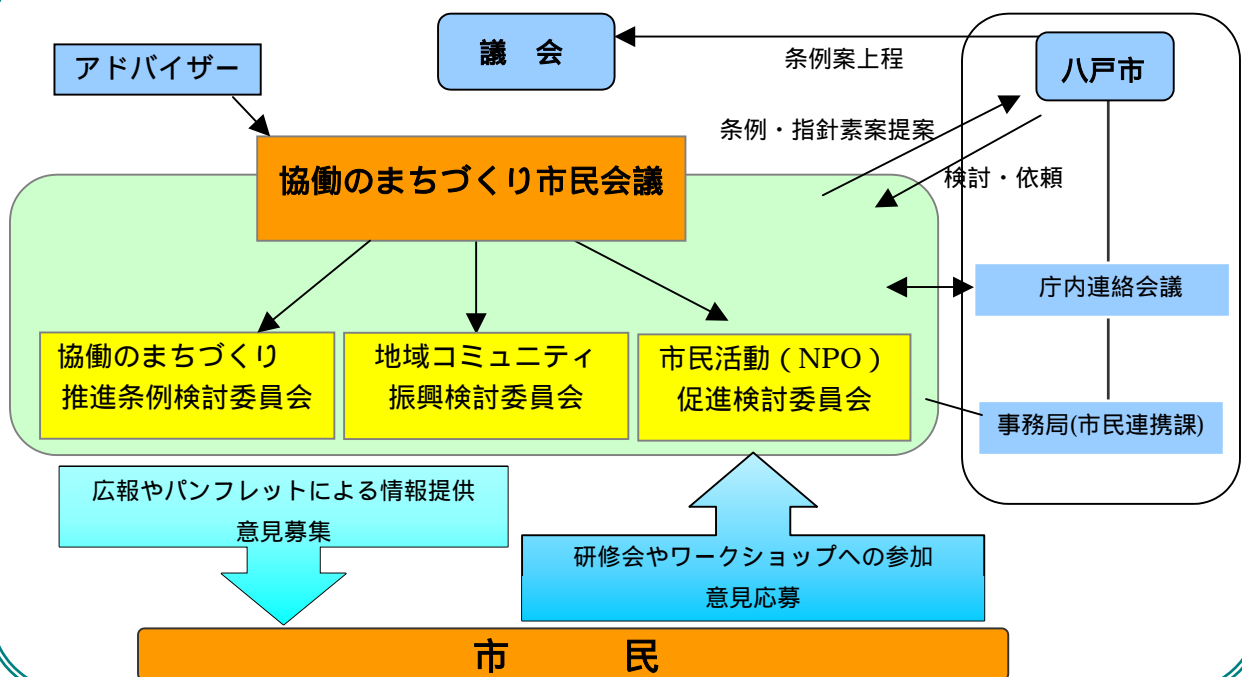 議 会
条例案上程
八戸市
アドバイザー
条例・指針素案提案
協働のまちづくり市民会議
検討・依頼
庁内連絡会議
協働のまちづくり
推進条例検討委員会
地域コミュニティ
振興検討委員会
市民活動（NPO）
促進検討委員会
事務局(市民連携課)
広報やパンフレットによる情報提供
意見募集
研修会やワークショップへの参加
意見応募
市 民